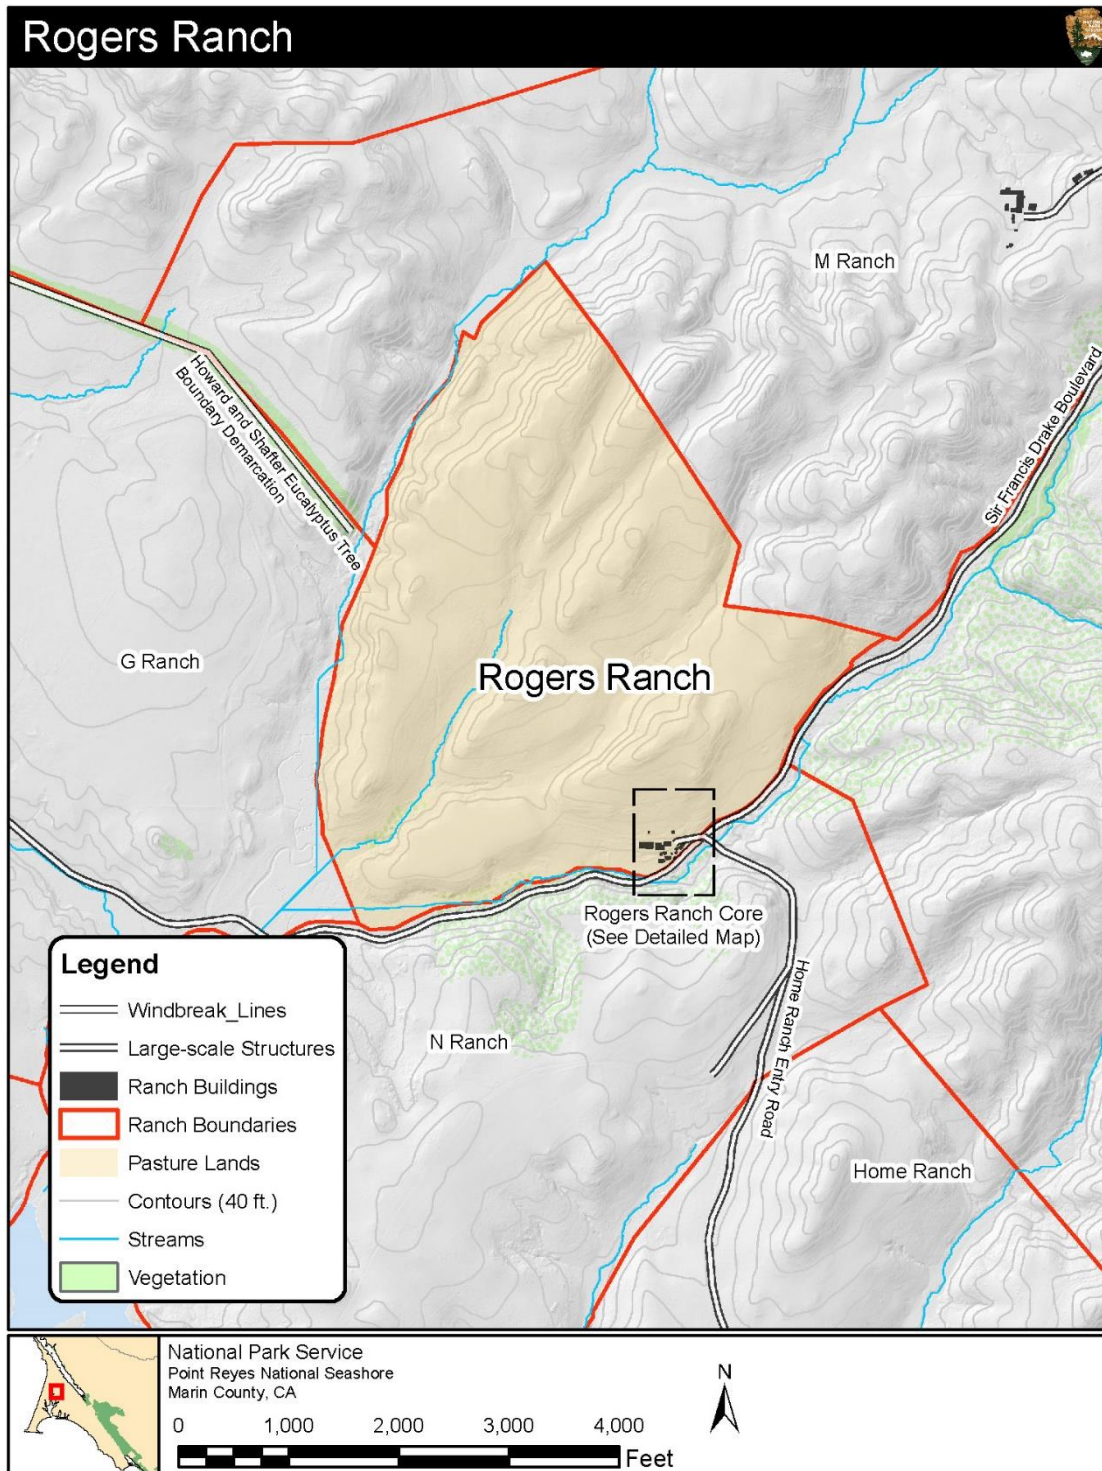 Rogers Ranch
M Ranch
Sir Francis Drake Boulevard
Howard and Shafter Eucalyptus Tree
Boundary Demarcation
G Ranch
Rogers Ranch
Rogers Ranch Core
(See Detailed Map)
Home Ranch Entry Road
N Ranch
Home Ranch
Legend
Windbreak_Lines
Large-scale Structures
Ranch Buildings
Ranch Boundaries
Pasture Lands
Contours (40 ft.)
Streams
Vegetation
National Park Service
Point Reyes National Seashore
Marin County, CA
N
0 1,000 2,000 3,000 4,000
Feet